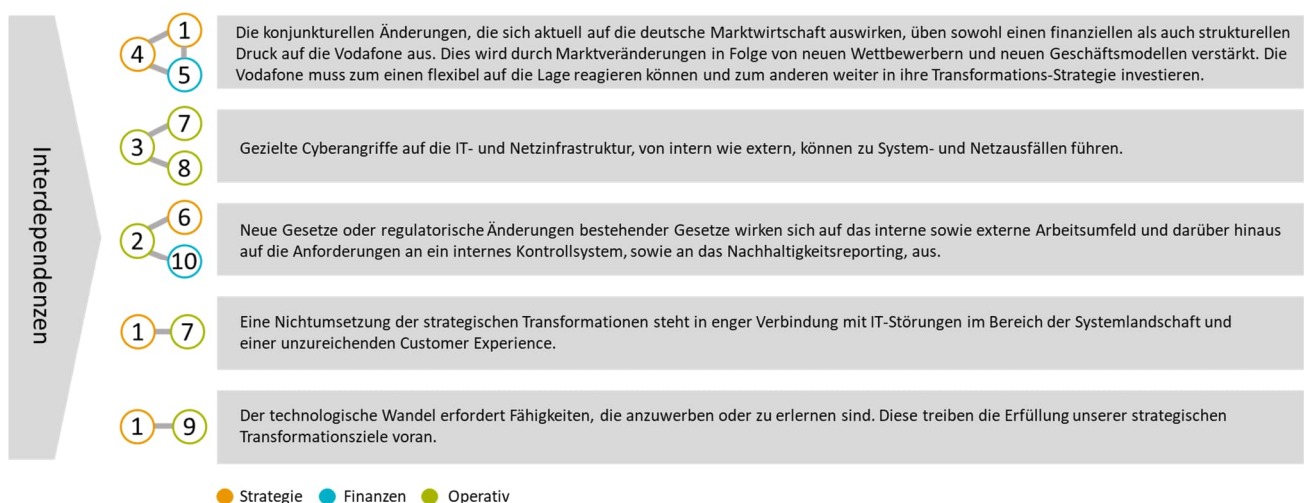 Interdependenzen
1
4
5
Die konjunkturellen Änderungen, die sich aktuell auf die deutsche Marktwirtschaft auswirken, üben sowohl einen finanziellen als auch strukturellen
Druck auf die Vodafone aus. Dies wird durch Marktveränderungen in Folge von neuen Wettbewerbern und neuen Geschäftsmodellen verstärkt. Die
Vodafone muss zum einen flexibel auf die Lage reagieren können und zum anderen weiter in ihre Transformations-Strategie investieren.
7
3
8
Gezielte Cyberangriffe auf die IT- und Netzinfrastruktur, von intern wie extern, können zu System- und Netzausfällen führen.
6
2
10
Neue Gesetze oder regulatorische Änderungen bestehender Gesetze wirken sich auf das interne sowie externe Arbeitsumfeld und darüber hinaus
auf die Anforderungen an ein internes Kontrollsystem, sowie an das Nachhaltigkeitsreporting, aus.
1 7
Eine Nichtumsetzung der strategischen Transformationen steht in enger Verbindung mit IT-Störungen im Bereich der Systemlandschaft und
einer unzureichenden Customer Experience.
1 9
Der technologische Wandel erfordert Fähigkeiten, die anzuwerben oder zu erlernen sind. Diese treiben die Erfüllung unserer strategischen
Transformationsziele voran.
Strategie Finanzen Operativ